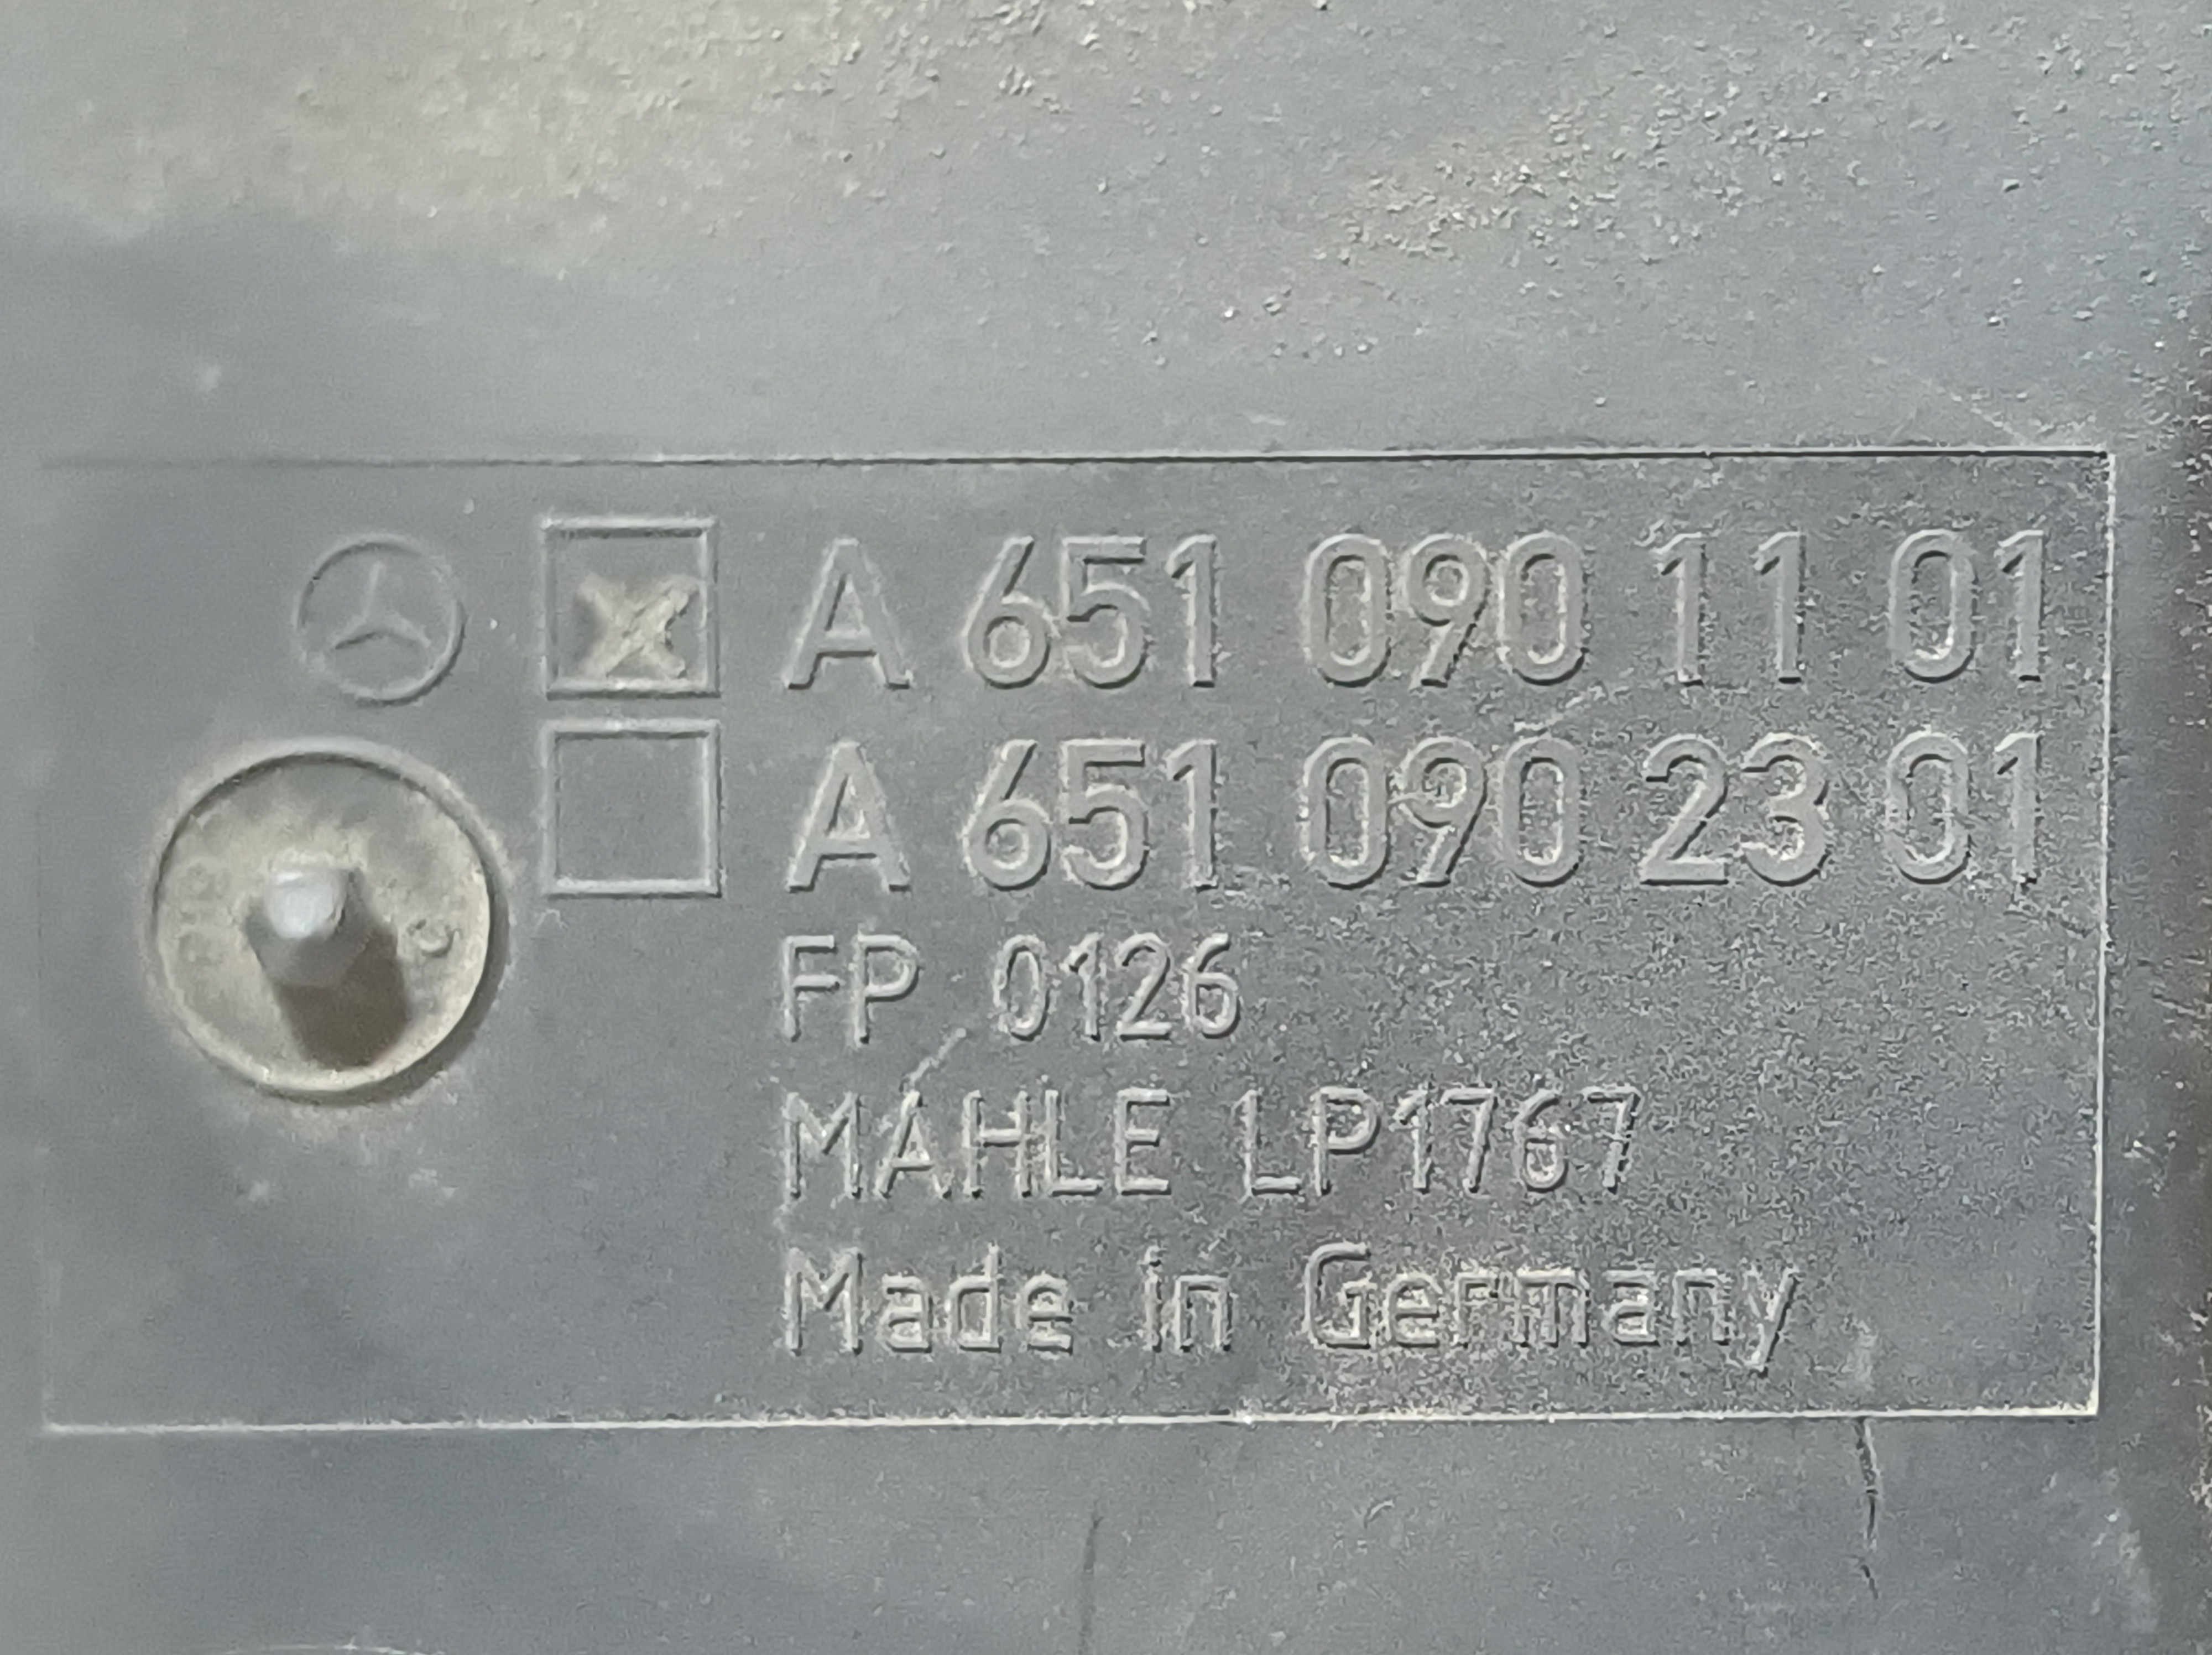 X A 651 090 11 01
A 651 090 23 01
FP 0126
MAHLE LP1767
Made in Germany